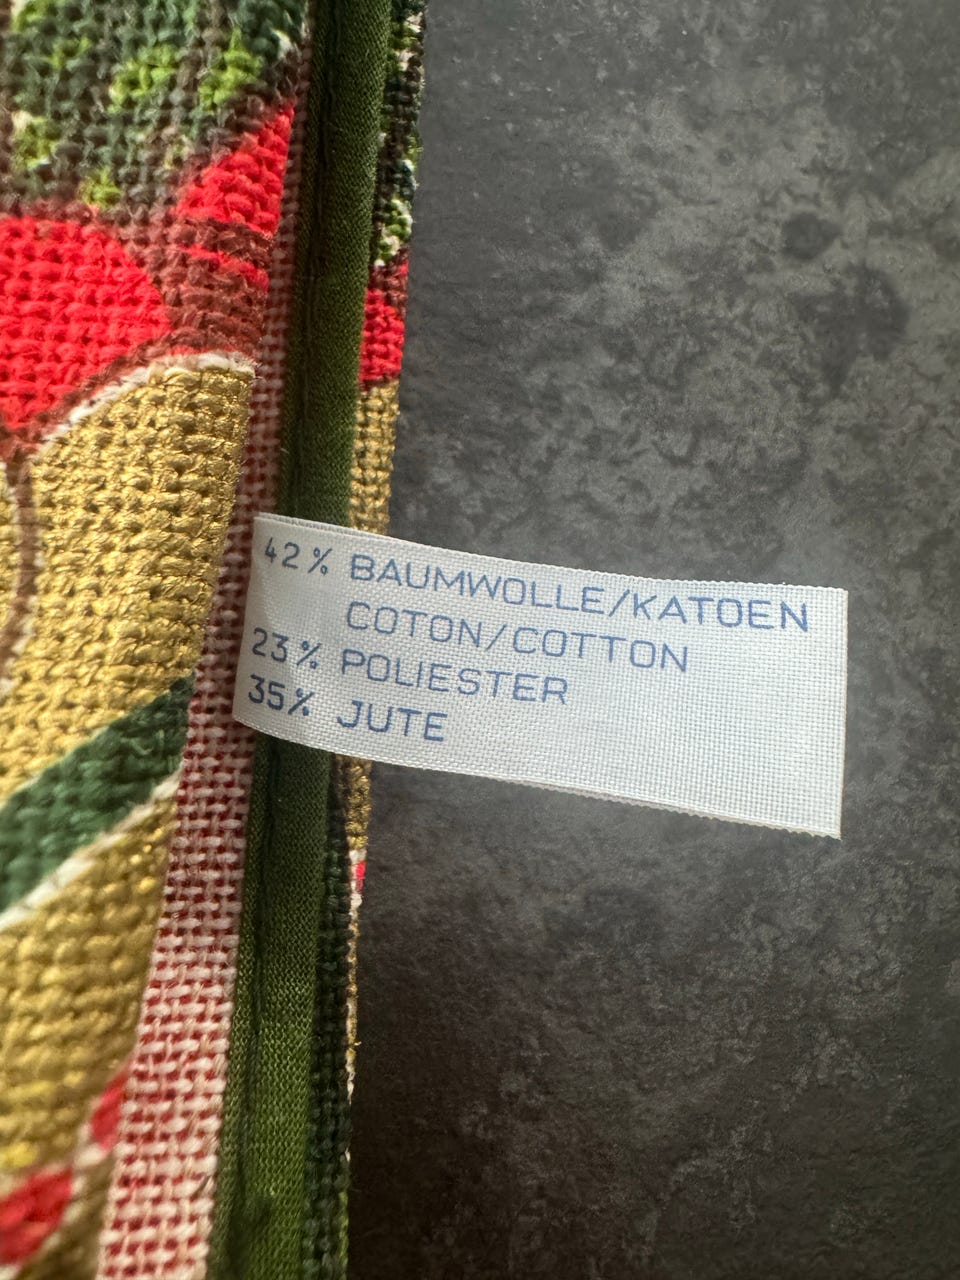 42% BAUMWOLLE/KATOEN
COTON/COTTON
23% POLIESTER
35% JUTE